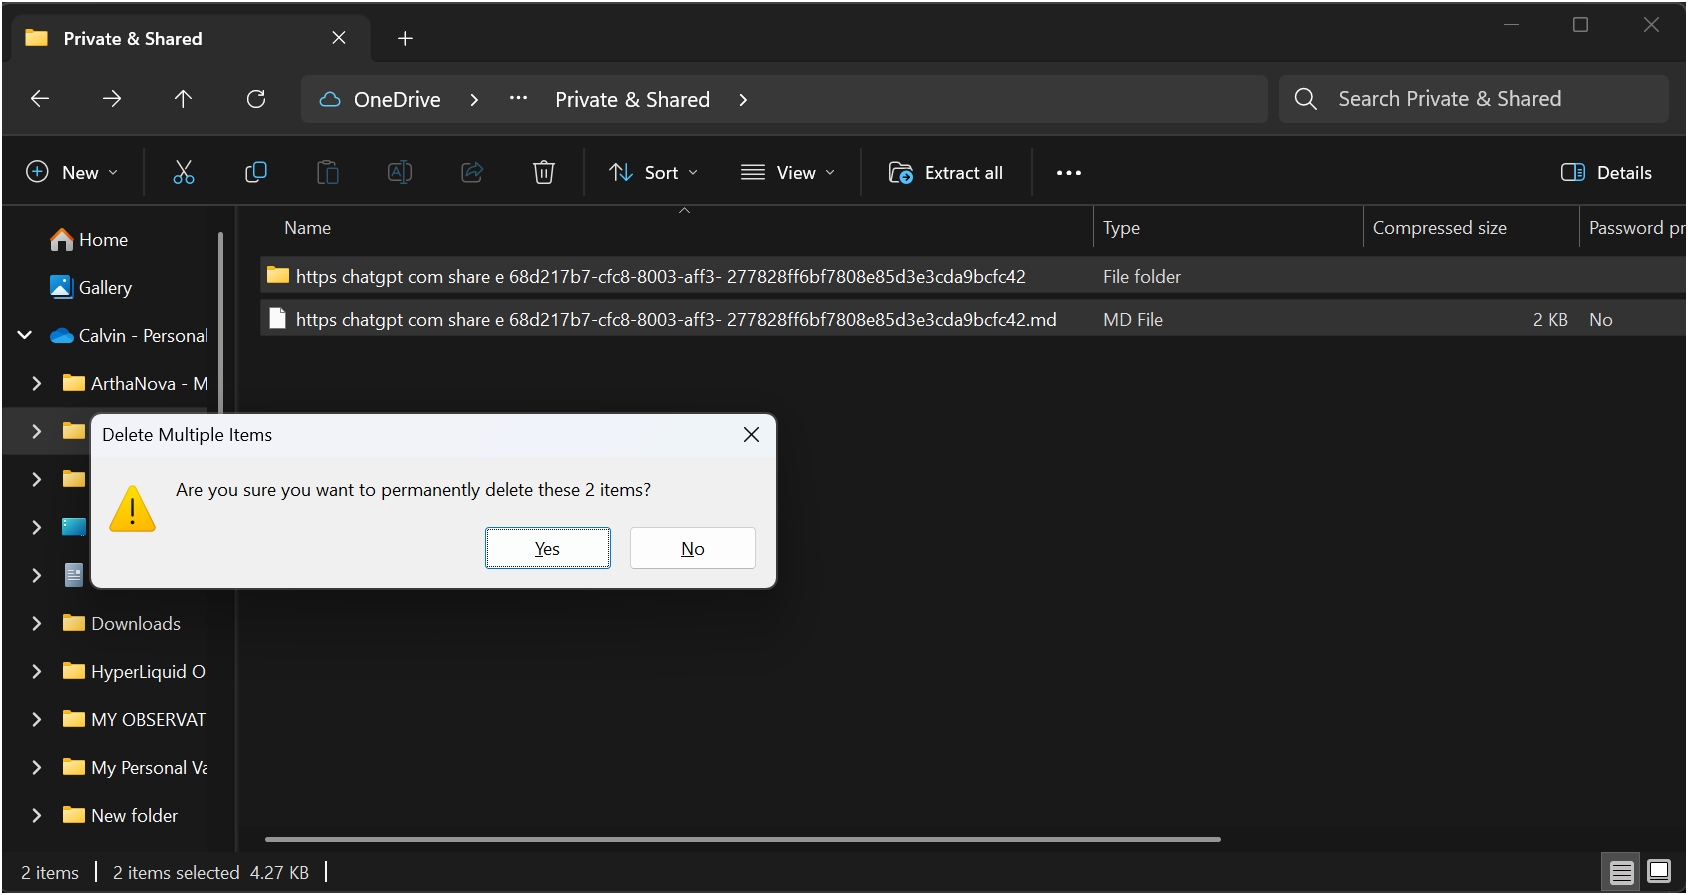 Private & Shared
OneDrive
Private & Shared
Search Private & Shared
New
Sort
View
Extract all
Details
Name
Type
Compressed size
Password pr
Home
Gallery
Calvin - Personal
ArthaNova - M
https chatgpt com share e 68d217b7-cfc8-8003-aff3- 277828ff6bf7808e85d3e3cda9bcfc42
File folder
https chatgpt com share e 68d217b7-cfc8-8003-aff3- 277828ff6bf7808e85d3e3cda9bcfc42.md
MD File
2 KB
No
Delete Multiple Items
Are you sure you want to permanently delete these 2 items?
Yes
No
Downloads
HyperLiquid O
MY OBSERVAT
My Personal Va
New folder
2 items
2 items selected 4.27 KB